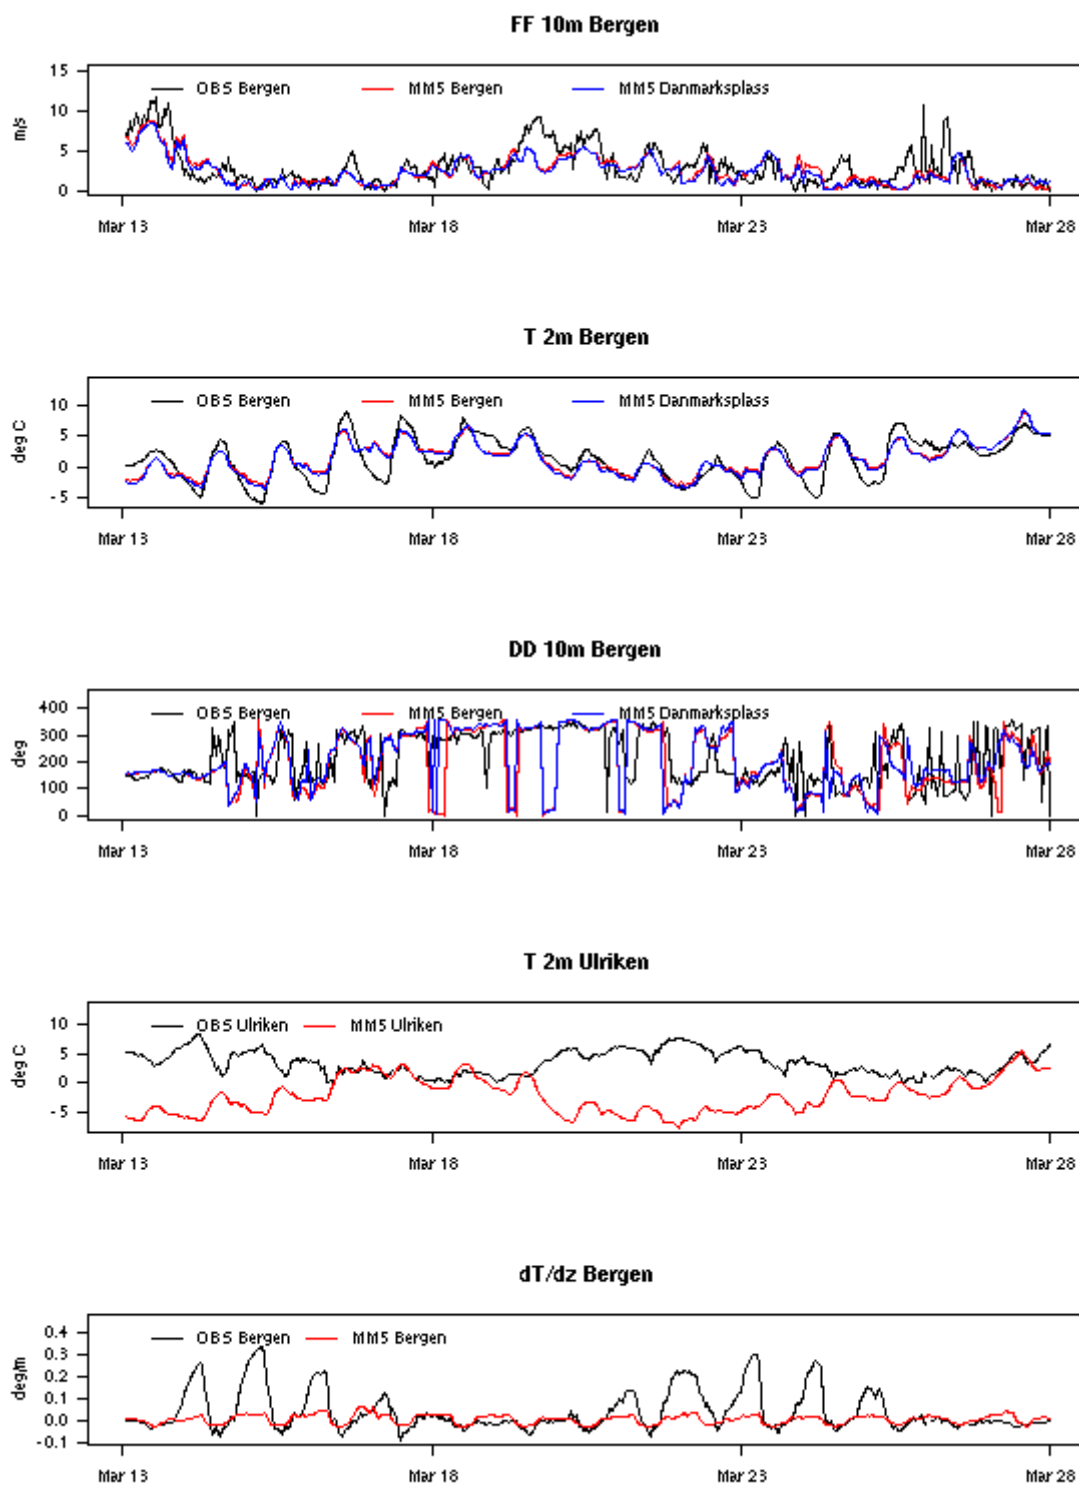 FF 10m Bergen
OBS Bergen MM5 Bergen MM5 Danmarksplass
15
10
5
0
m/s
Mar 13 Mar 18 Mar 23 Mar 28
T 2m Bergen
OBS Bergen MM5 Bergen MM5 Danmarksplass
10
5
0
-5
deg C
Mar 13 Mar 18 Mar 23 Mar 28
DD 10m Bergen
OBS Bergen MM5 Bergen MM5 Danmarksplass
400
300
200
100
0
deg
Mar 13 Mar 18 Mar 23 Mar 28
T 2m Ulriken
OBS Ulriken MM5 Ulriken
10
5
0
-5
deg C
Mar 13 Mar 18 Mar 23 Mar 28
dT/dz Bergen
OBS Bergen MM5 Bergen
0.4
0.3
0.2
0.1
0.0
-0.1
deg/m
Mar 13 Mar 18 Mar 23 Mar 28